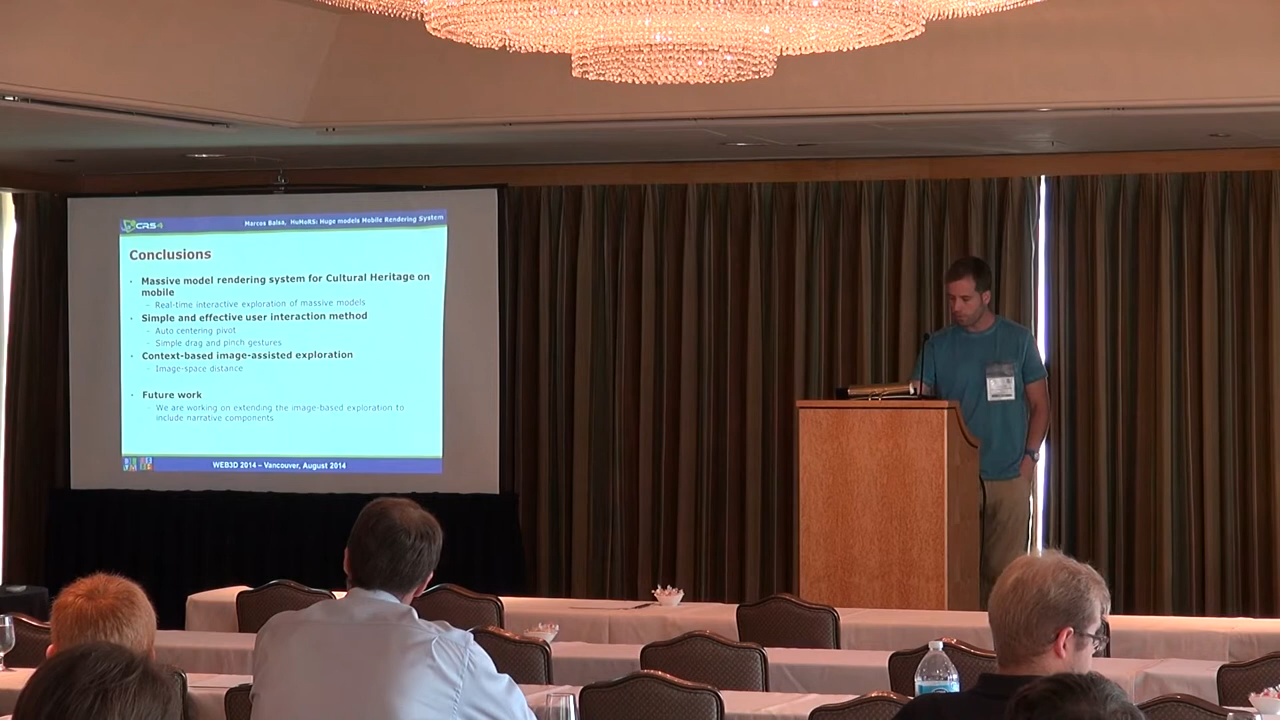 CRS4
Marcos Balsa, HuMoRS: Huge models Mobile Rendering System
Conclusions
· Massive model rendering system for Cultural Heritage on
mobile
– Real-time interactive exploration of massive models
· Simple and effective user interaction method
– Auto centering pivot
– Simple drag and pinch gestures
· Context-based image-assisted exploration
– Image-space distance
· Future work
– We are working on extending the image-based exploration to
include narrative components
WEB3D 2014 – Vancouver, August 2014